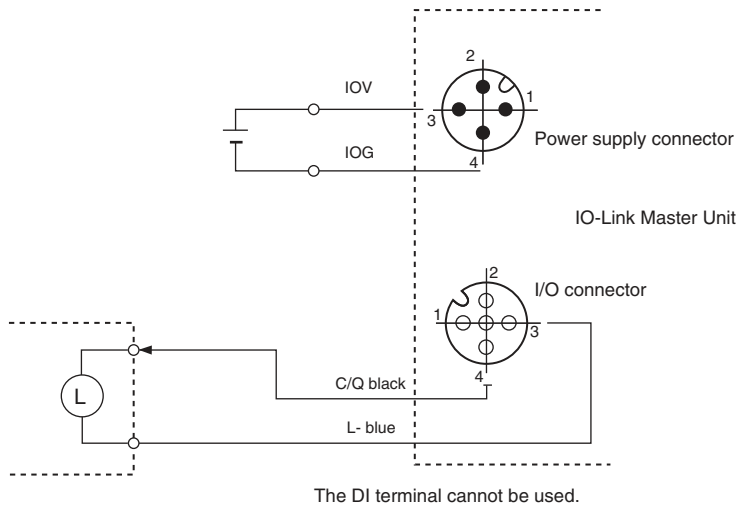 2
IOV
1
3
Power supply connector
IOG
4
IO-Link Master Unit
2
I/O connector
1
3
4
C/Q black
L
L- blue
The DI terminal cannot be used.